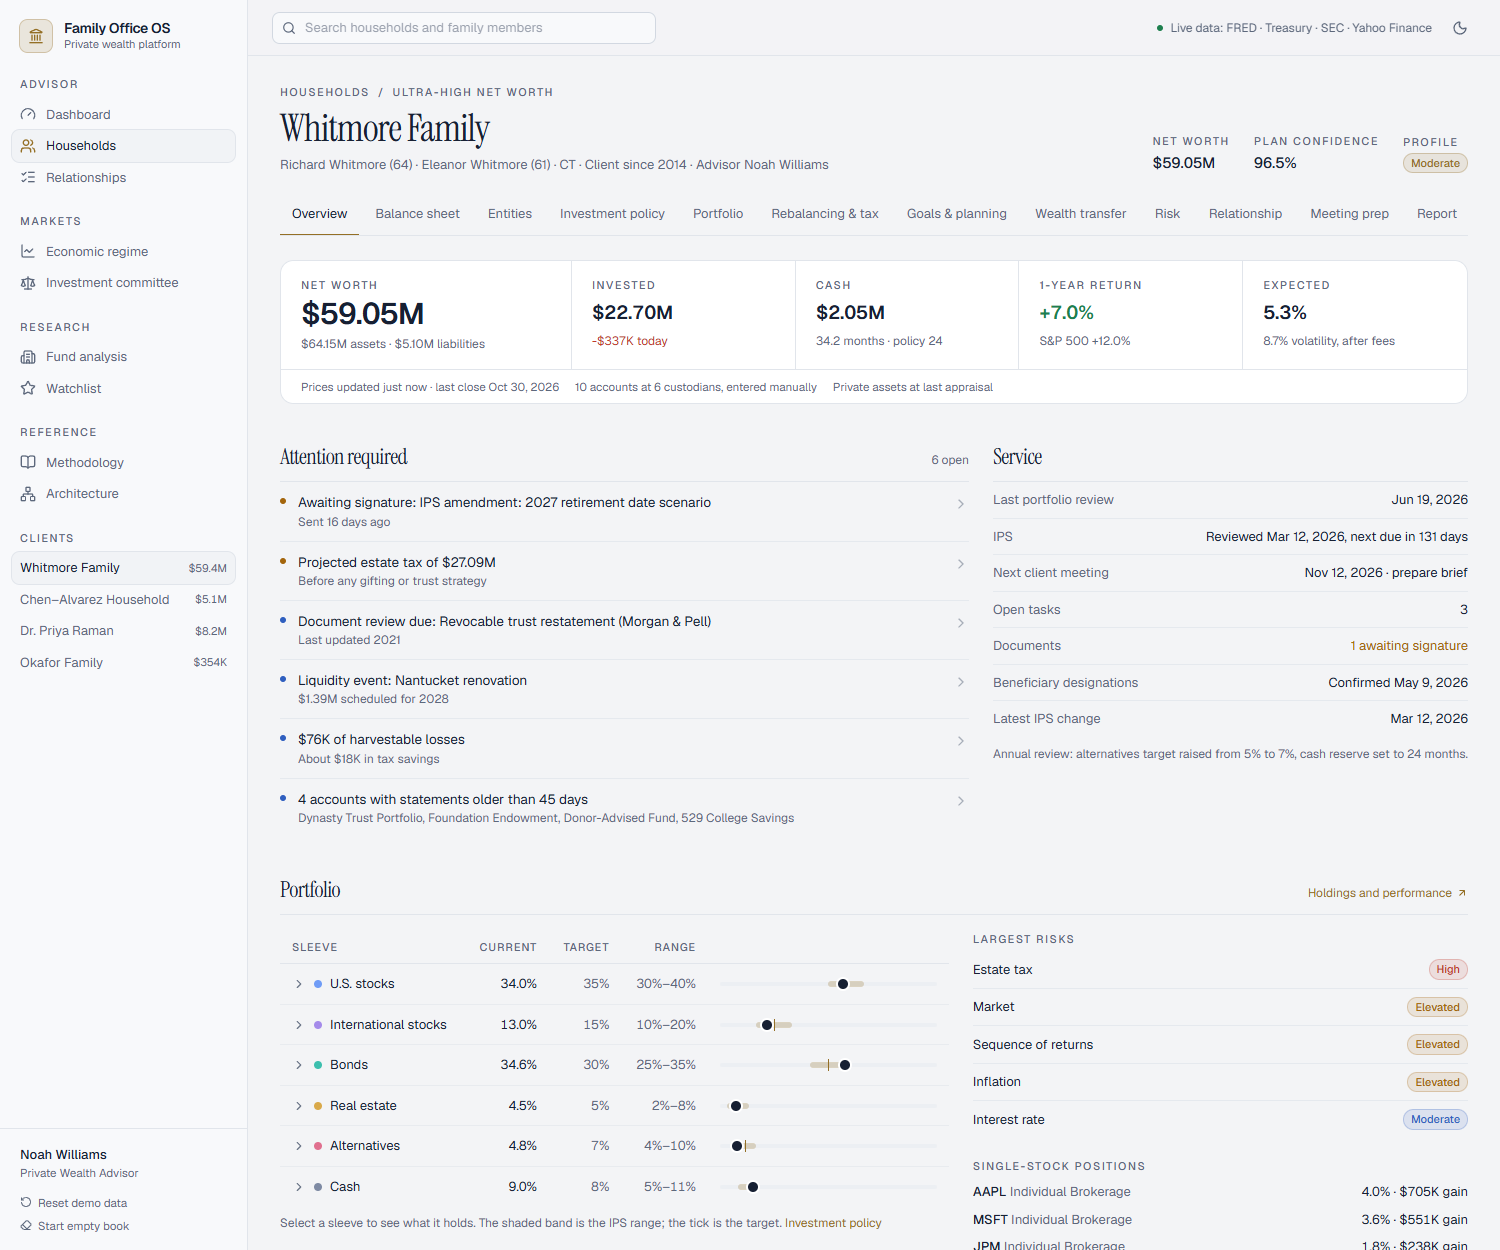 Family Office OS
Private wealth platform
ADVISOR
Dashboard
Households
Relationships
MARKETS
Economic regime
Investment committee
RESEARCH
Fund analysis
Watchlist
REFERENCE
Methodology
Architecture
CLIENTS
Whitmore Family $59.4M
Chen–Alvarez Household $5.1M
Dr. Priya Raman $8.2M
Okafor Family $354K
Noah Williams
Private Wealth Advisor
Reset demo data
Start empty book
Search households and family members
Live data: FRED · Treasury · SEC · Yahoo Finance
HOUSEHOLDS / ULTRA-HIGH NET WORTH
Whitmore Family
Richard Whitmore (64) · Eleanor Whitmore (61) · CT · Client since 2014 · Advisor Noah Williams
NET WORTH PLAN CONFIDENCE PROFILE
$59.05M 96.5% Moderate
Overview Balance sheet Entities Investment policy Portfolio Rebalancing & tax Goals & planning Wealth transfer Risk Relationship Meeting prep Report
NET WORTH INVESTED CASH 1-YEAR RETURN EXPECTED
$59.05M $22.70M $2.05M +7.0% 5.3%
$64.15M assets · $5.10M liabilities -$337K today 34.2 months · policy 24 S&P 500 +12.0% 8.7% volatility, after fees
Prices updated just now · last close Oct 30, 2026 10 accounts at 6 custodians, entered manually Private assets at last appraisal
Attention required 6 open
Awaiting signature: IPS amendment: 2027 retirement date scenario
Sent 16 days ago
Projected estate tax of $27.09M
Before any gifting or trust strategy
Document review due: Revocable trust restatement (Morgan & Pell)
Last updated 2021
Liquidity event: Nantucket renovation
$1.39M scheduled for 2028
$76K of harvestable losses
About $18K in tax savings
4 accounts with statements older than 45 days
Dynasty Trust Portfolio, Foundation Endowment, Donor-Advised Fund, 529 College Savings
Service
Last portfolio review Jun 19, 2026
IPS Reviewed Mar 12, 2026, next due in 131 days
Next client meeting Nov 12, 2026 · prepare brief
Open tasks 3
Documents 1 awaiting signature
Beneficiary designations Confirmed May 9, 2026
Latest IPS change Mar 12, 2026
Annual review: alternatives target raised from 5% to 7%, cash reserve set to 24 months.
Portfolio Holdings and performance
SLEEVE CURRENT TARGET RANGE
U.S. stocks 34.0% 35% 30%–40%
International stocks 13.0% 15% 10%–20%
Bonds 34.6% 30% 25%–35%
Real estate 4.5% 5% 2%–8%
Alternatives 4.8% 7% 4%–10%
Cash 9.0% 8% 5%–11%
Select a sleeve to see what it holds. The shaded band is the IPS range; the tick is the target. Investment policy
LARGEST RISKS
Estate tax High
Market Elevated
Sequence of returns Elevated
Inflation Elevated
Interest rate Moderate
SINGLE-STOCK POSITIONS
AAPL Individual Brokerage 4.0% · $705K gain
MSFT Individual Brokerage 3.6% · $551K gain
JPM Individual Brokerage 1.8% · $238K gain